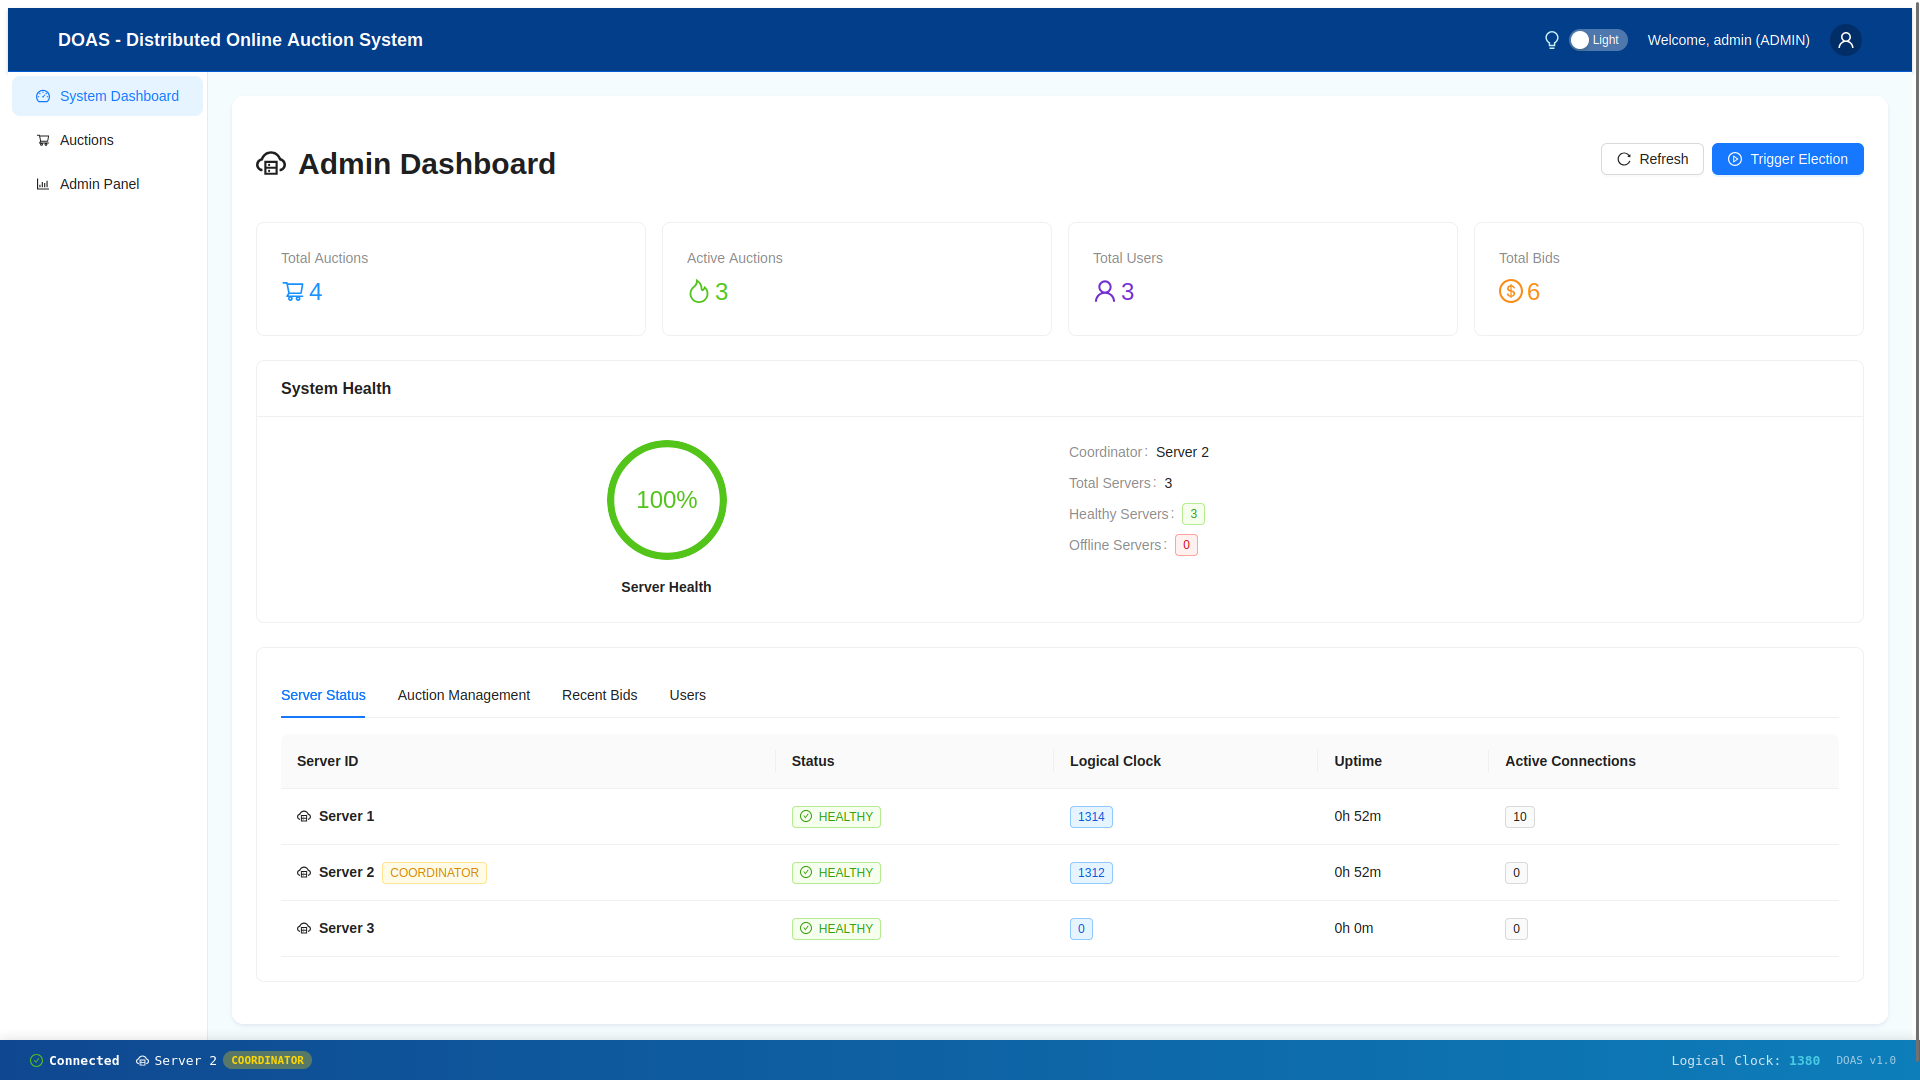 DOAS - Distributed Online Auction System
Light
Welcome, admin (ADMIN)
System Dashboard
Auctions
Admin Panel
Admin Dashboard
Refresh
Trigger Election
Total Auctions
4
Active Auctions
3
Total Users
3
Total Bids
6
System Health
100%
Server Health
Coordinator: Server 2
Total Servers: 3
Healthy Servers: 3
Offline Servers: 0
Server Status Auction Management Recent Bids Users
Server ID Status Logical Clock Uptime Active Connections
Server 1 HEALTHY 1314 0h 52m 10
Server 2 COORDINATOR HEALTHY 1312 0h 52m 0
Server 3 HEALTHY 0 0h 0m 0
Connected Server 2 COORDINATOR Logical Clock: 1380 DOAS v1.0